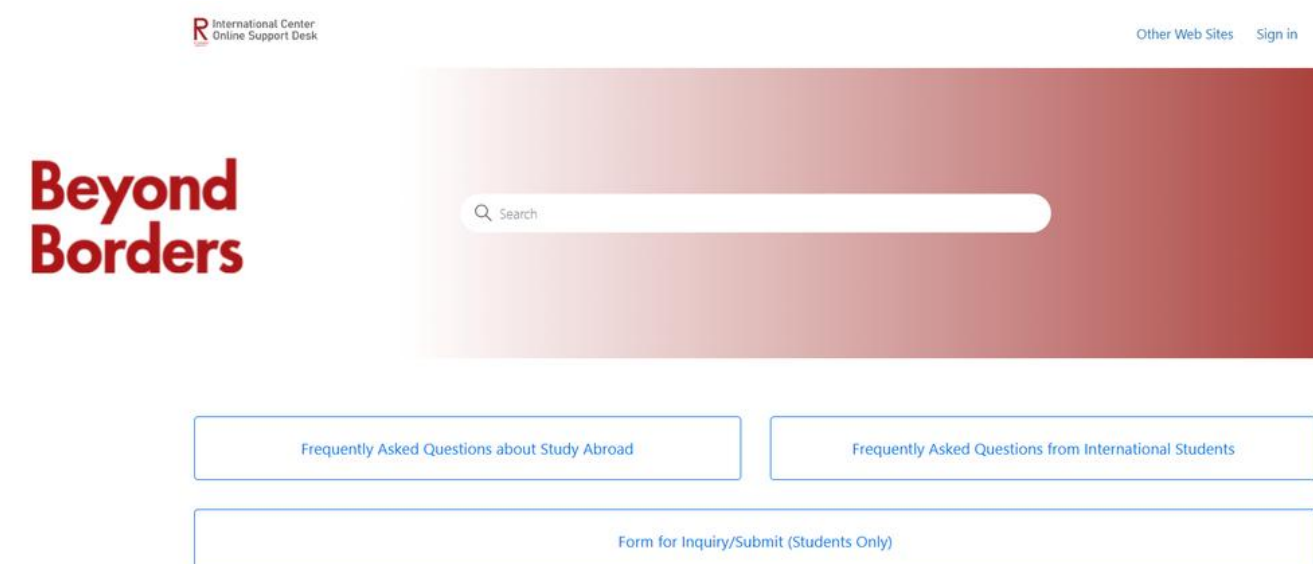 R International Center
Online Support Desk
Other Web Sites
Sign in
Beyond
Borders
Search
Frequently Asked Questions about Study Abroad
Frequently Asked Questions from International Students
Form for Inquiry/Submit (Students Only)